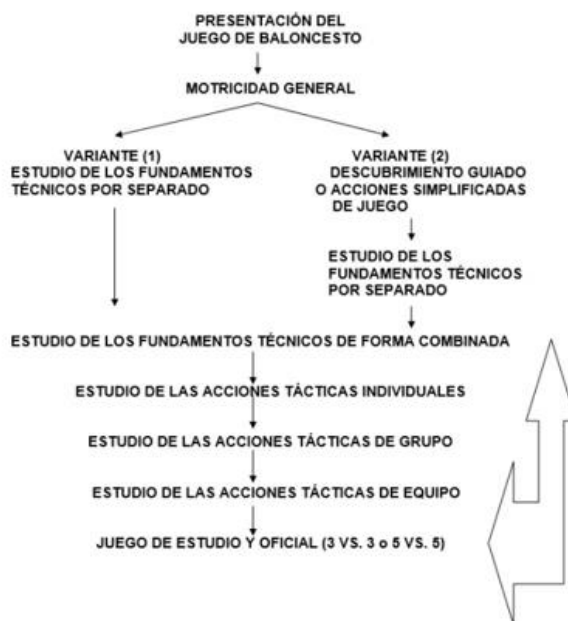 PRESENTACIÓN DEL
JUEGO DE BALONCESTO
MOTRICIDAD GENERAL
VARIANTE (1)
ESTUDIO DE LOS FUNDAMENTOS
TÉCNICOS POR SEPARADO
VARIANTE (2)
DESCUBRIMIENTO GUIADO
O ACCIONES SIMPLIFICADAS
DE JUEGO
ESTUDIO DE LOS
FUNDAMENTOS TÉCNICOS
POR SEPARADO
ESTUDIO DE LOS FUNDAMENTOS TÉCNICOS DE FORMA COMBINADA
ESTUDIO DE LAS ACCIONES TÁCTICAS INDIVIDUALES
ESTUDIO DE LAS ACCIONES TÁCTICAS DE GRUPO
ESTUDIO DE LAS ACCIONES TÁCTICAS DE EQUIPO
JUEGO DE ESTUDIO Y OFICIAL (3 VS. 3 o 5 VS. 5)